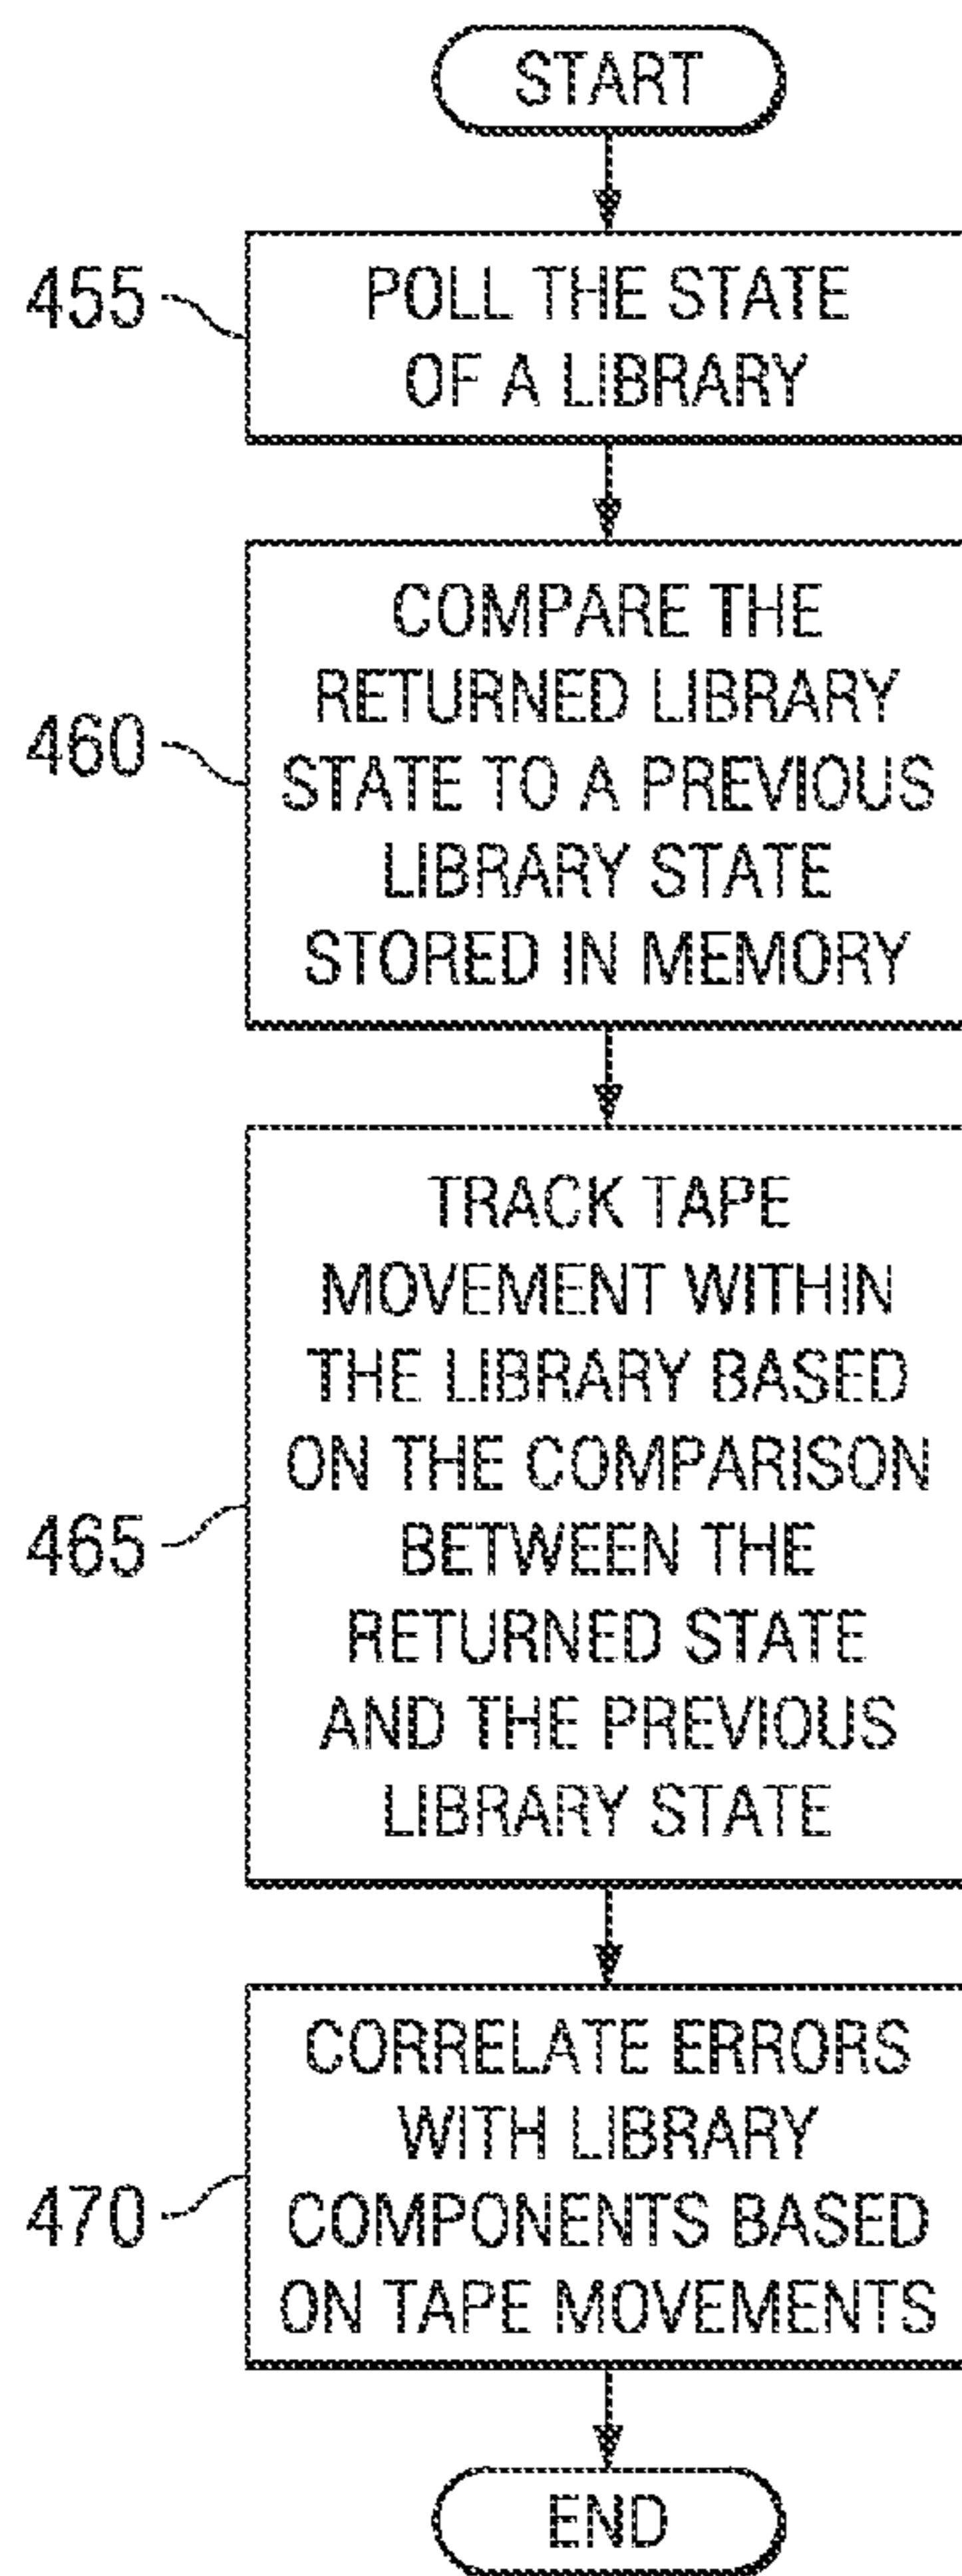 START
455
POLL THE STATE
OF A LIBRARY
460
COMPARE THE
RETURNED LIBRARY
STATE TO A PREVIOUS
LIBRARY STATE
STORED IN MEMORY
465
TRACK TAPE
MOVEMENT WITHIN
THE LIBRARY BASED
ON THE COMPARISON
BETWEEN THE
RETURNED STATE
AND THE PREVIOUS
LIBRARY STATE
470
CORRELATE ERRORS
WITH LIBRARY
COMPONENTS BASED
ON TAPE MOVEMENTS
END